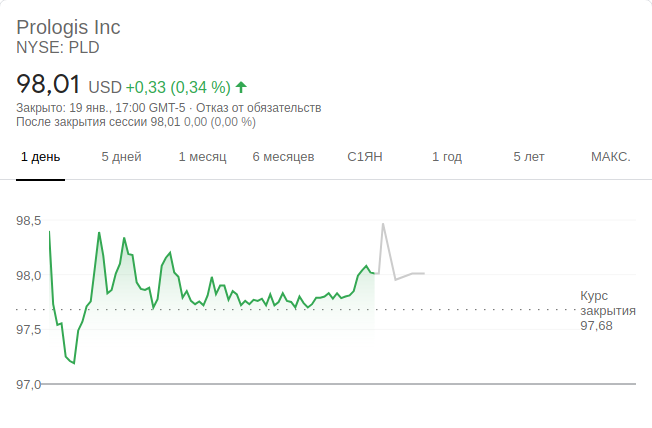 Prologis Inc
NYSE: PLD
98,01 USD +0,33 (0,34 %)
Закрыто: 19 янв., 17:00 GMT-5 · Отказ от обязательств
После закрытия сессии 98,01 0,00 (0,00 %)
1 день 5 дней 1 месяц 6 месяцев С1ЯН 1 год 5 лет МАКС.
98,5
98,0
Курс
закрытия
97,68
97,5
97,0